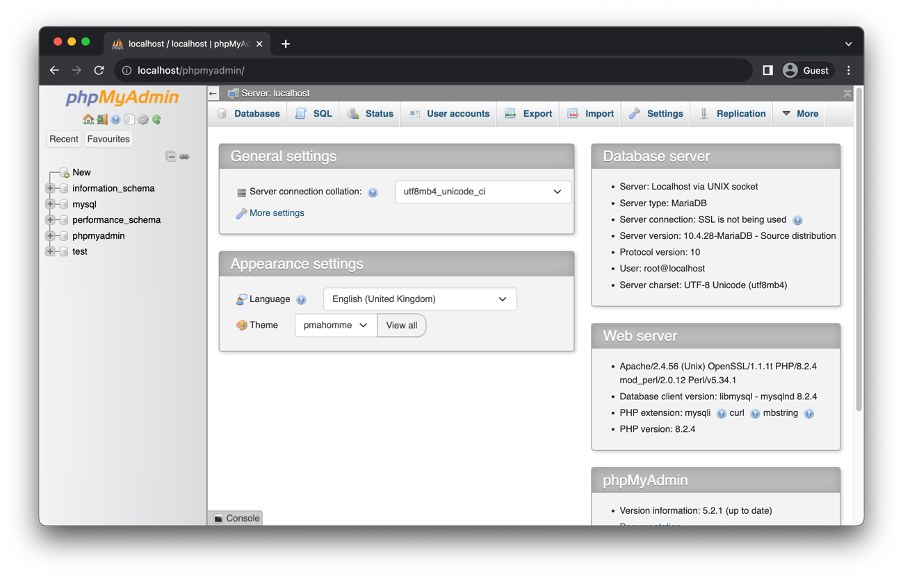 localhost / localhost | phpMyAd
localhost/phpmyadmin/
Guest
phpMyAdmin
Recent
Favourites
New
information_schema
mysql
performance_schema
phpmyadmin
test
Server: localhost
Databases
SQL
Status
User accounts
Export
Import
Settings
Replication
More
General settings
Server connection collation:
utf8mb4_unicode_ci
More settings
Appearance settings
Language
English (United Kingdom)
Theme
pmahomme
View all
Database server
Server: Localhost via UNIX socket
Server type: MariaDB
Server connection: SSL is not being used
Server version: 10.4.28-MariaDB - Source distribution
Protocol version: 10
User: root@localhost
Server charset: UTF-8 Unicode (utf8mb4)
Web server
Apache/2.4.56 (Unix) OpenSSL/1.1.1t PHP/8.2.4
mod_perl/2.0.12 Perl/v5.34.1
Database client version: libmysql - mysqlnd 8.2.4
PHP extension: mysqli curl mbstring
PHP version: 8.2.4
phpMyAdmin
Version information: 5.2.1 (up to date)
Console